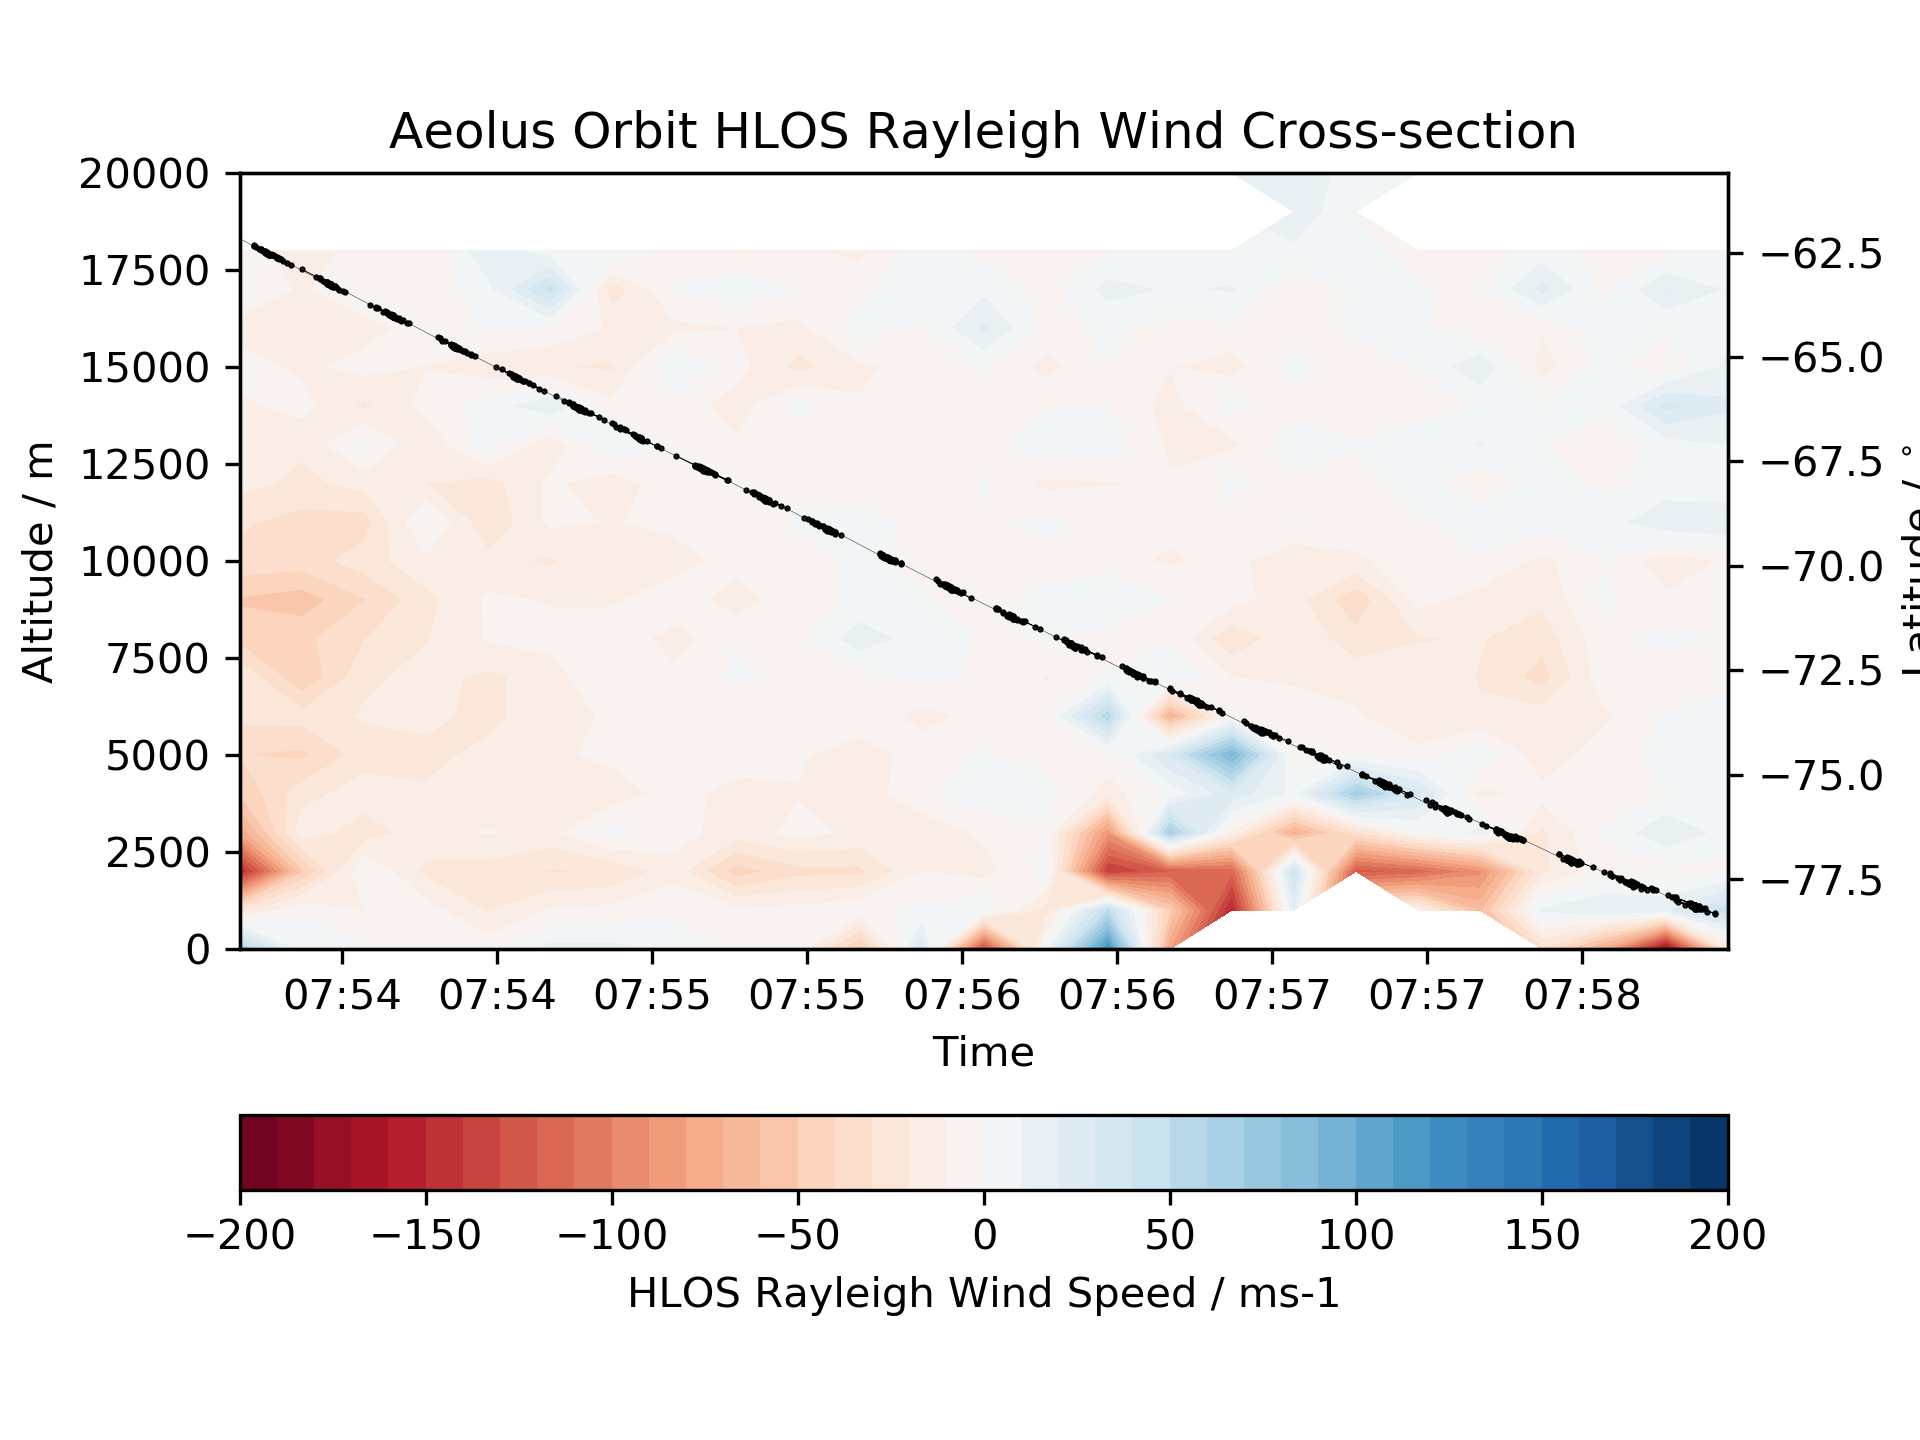 Aeolus Orbit HLOS Rayleigh Wind Cross-section
20000
17500
15000
12500
10000
7500
5000
2500
0
Altitude / m
−62.5
−65.0
−67.5
−70.0
−72.5
−75.0
−77.5
Latitude / °
07:54 07:54 07:55 07:55 07:56 07:56 07:57 07:57 07:58
Time
−200 −150 −100 −50 0 50 100 150 200
HLOS Rayleigh Wind Speed / ms-1